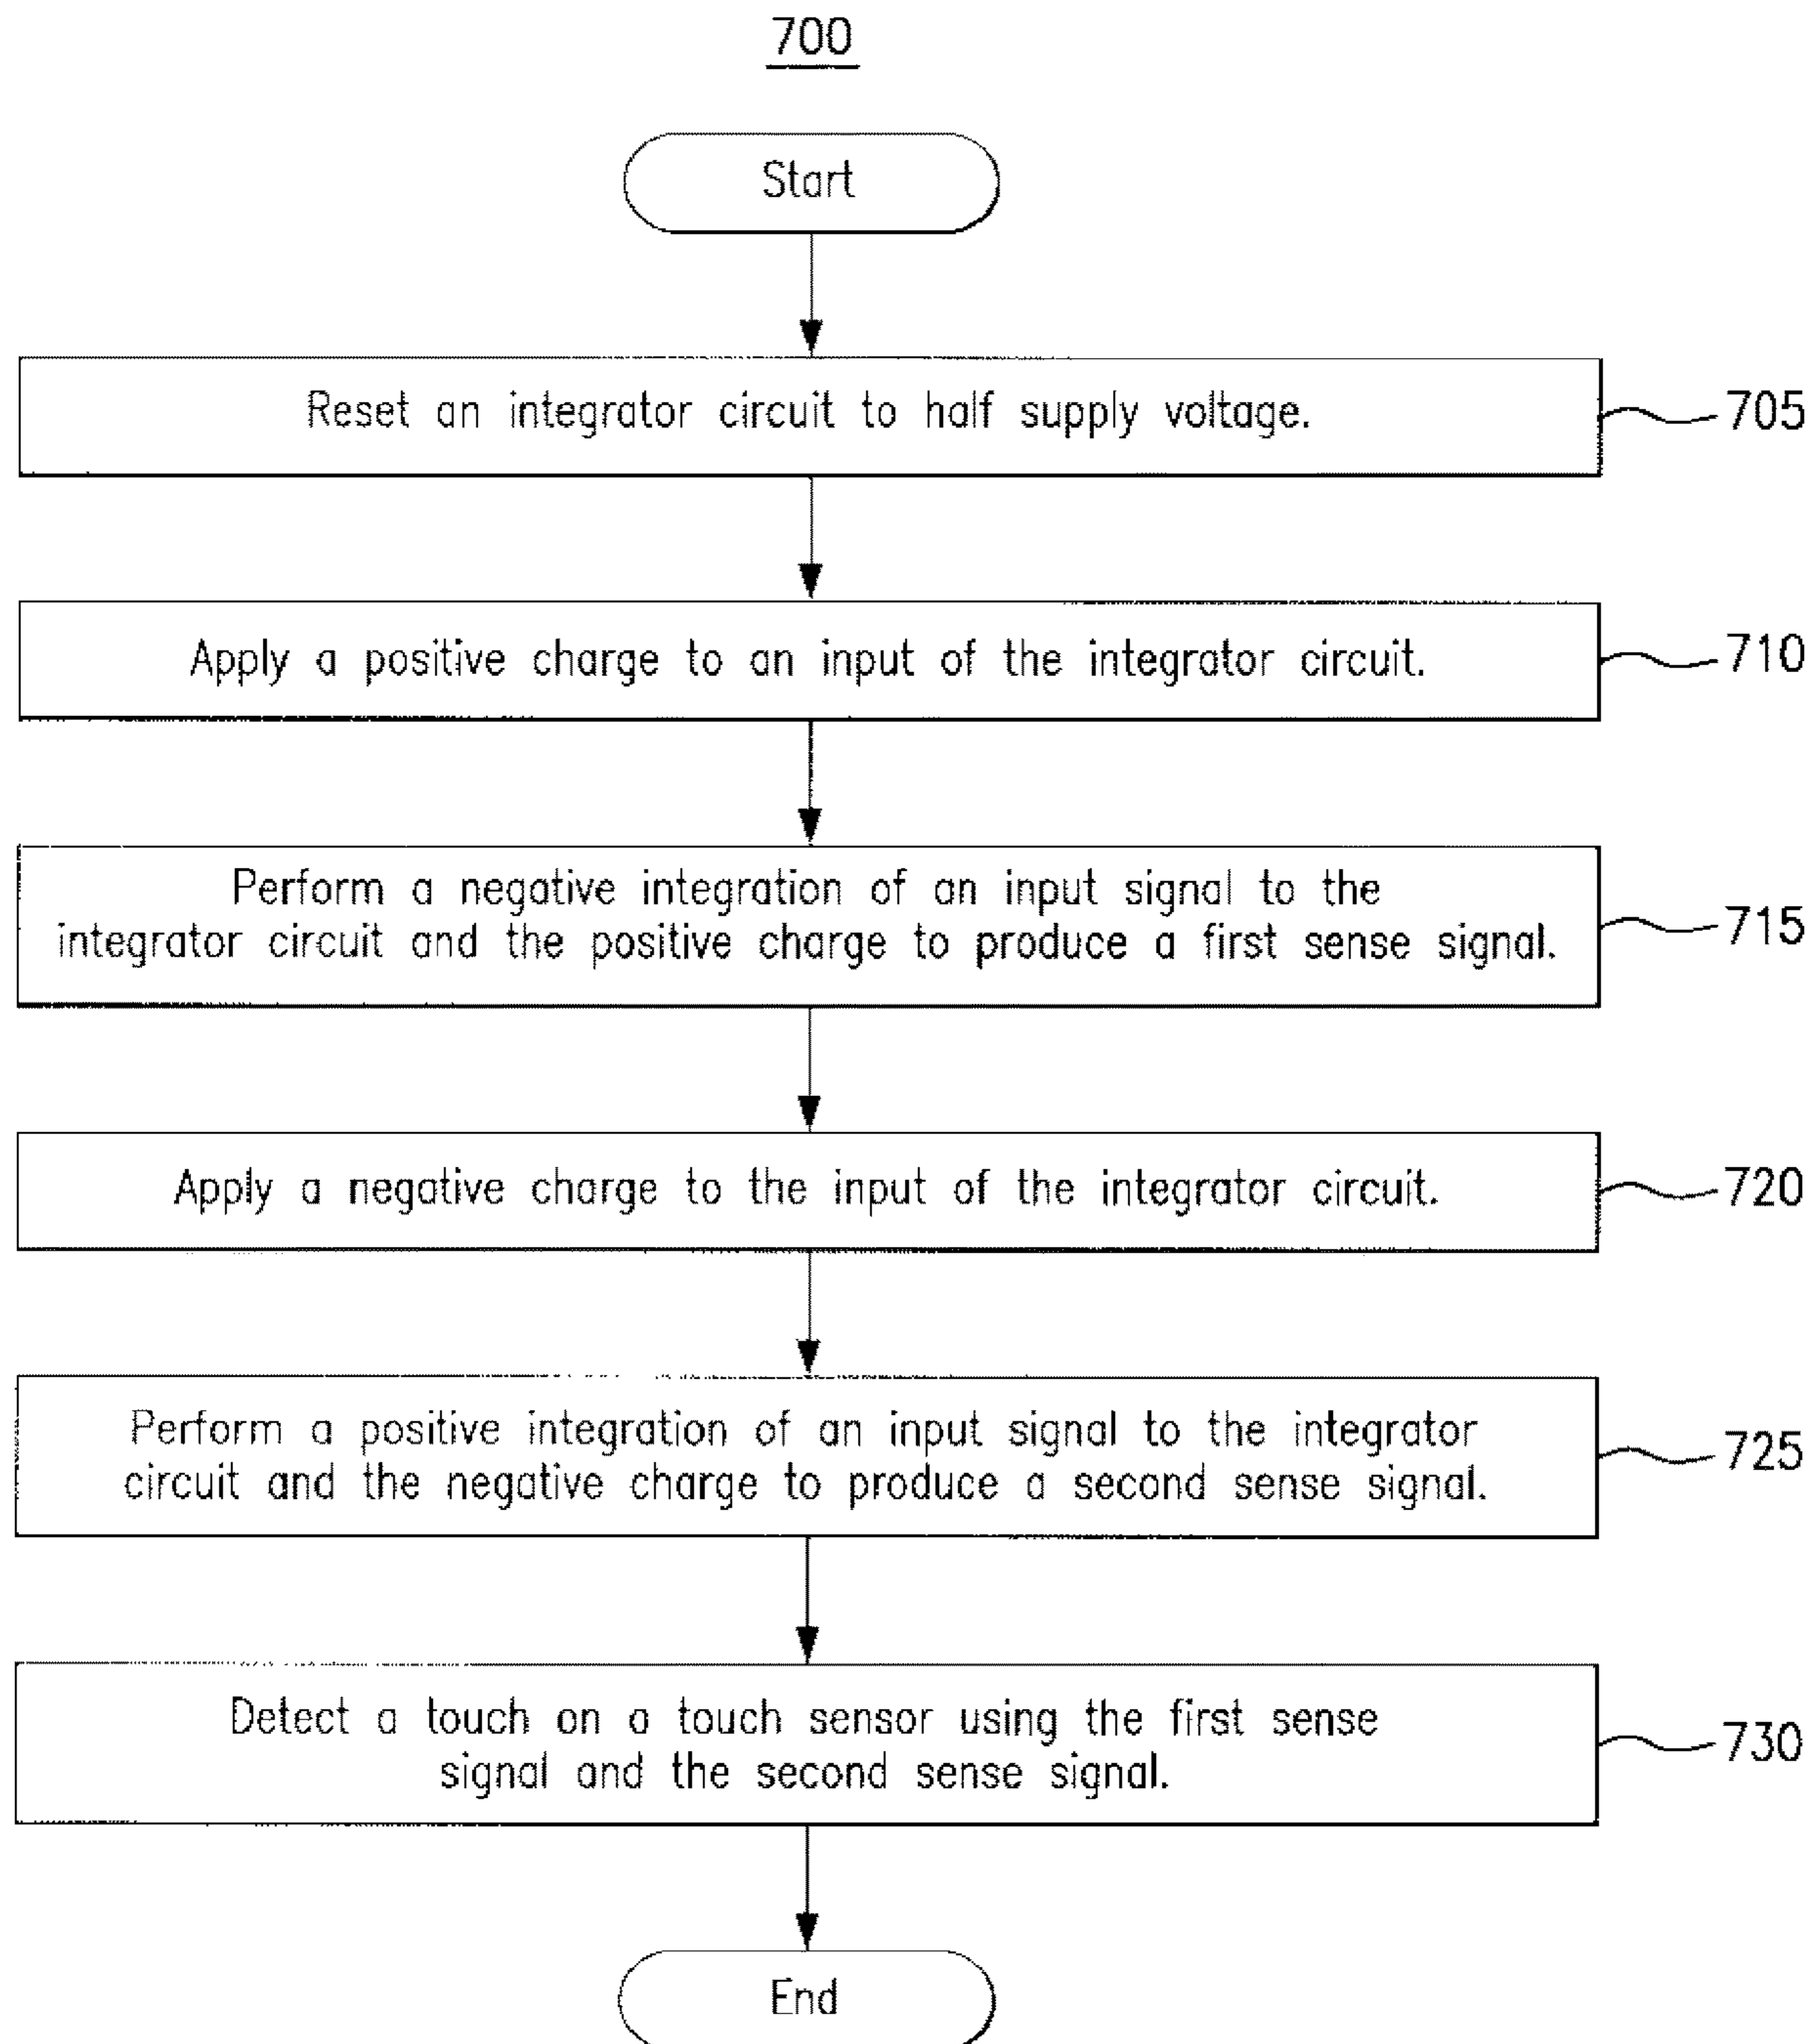 700
Start
Reset an integrator circuit to half supply voltage.
705
Apply a positive charge to an input of the integrator circuit.
710
Perform a negative integration of an input signal to the
integrator circuit and the positive charge to produce a first sense signal.
715
Apply a negative charge to the input of the integrator circuit.
720
Perform a positive integration of an input signal to the integrator
circuit and the negative charge to produce a second sense signal.
725
Detect a touch on a touch sensor using the first sense
signal and the second sense signal.
730
End